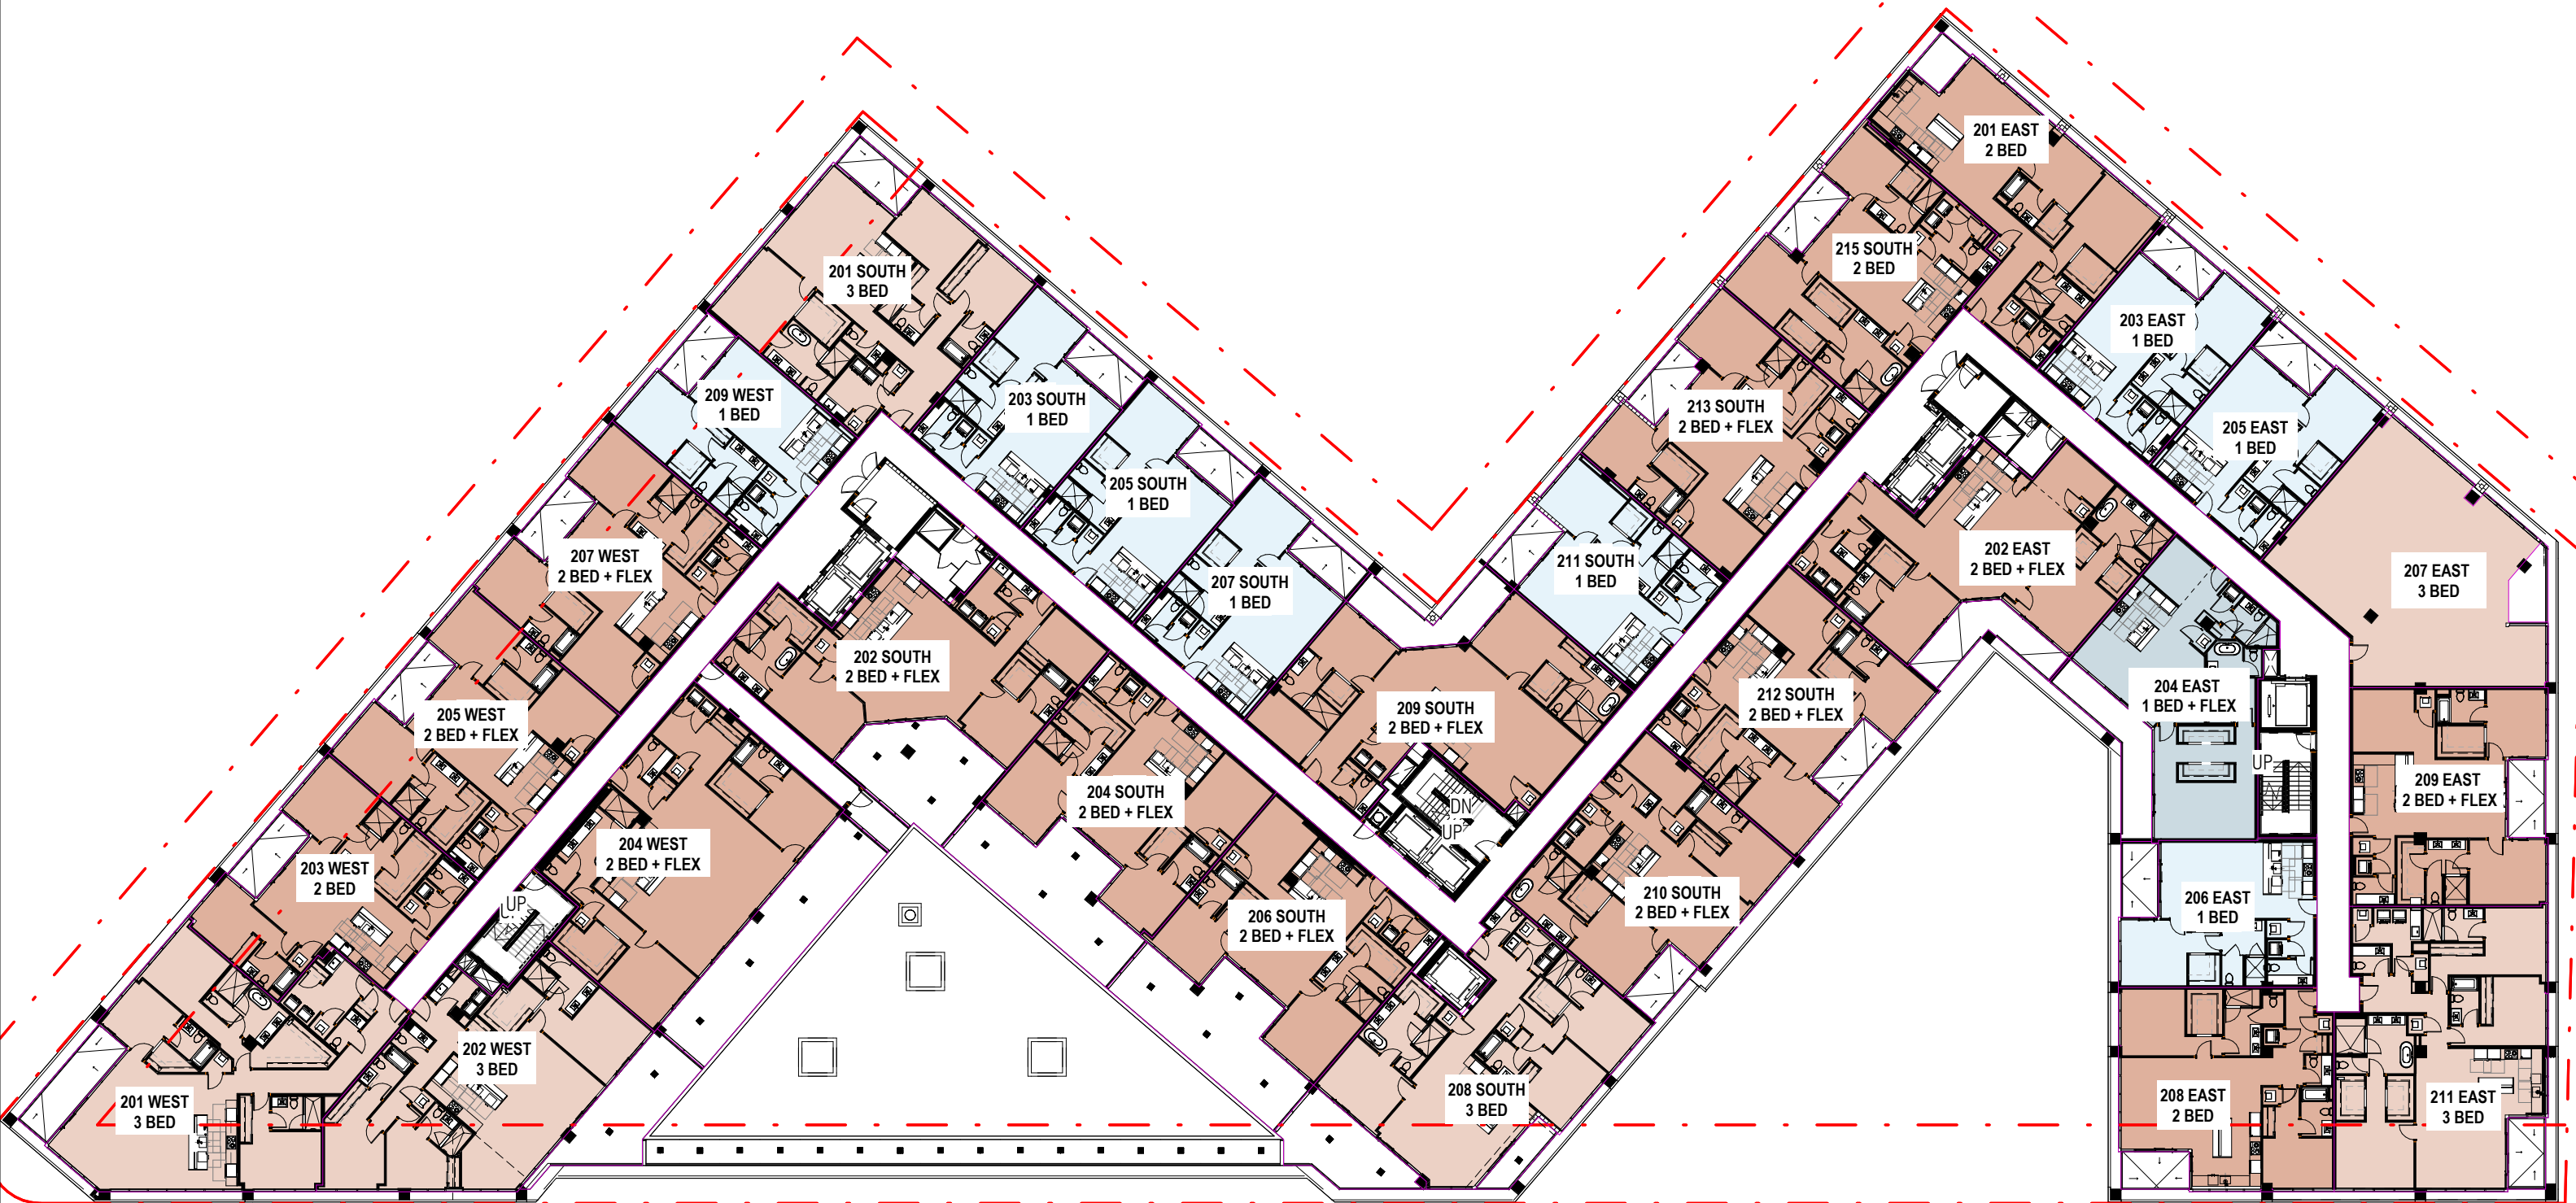 201 EAST
2 BED
215 SOUTH
2 BED
201 SOUTH
3 BED
203 EAST
1 BED
209 WEST
1 BED
203 SOUTH
1 BED
213 SOUTH
2 BED + FLEX
205 EAST
1 BED
205 SOUTH
1 BED
207 WEST
2 BED + FLEX
202 EAST
2 BED + FLEX
211 SOUTH
1 BED
207 SOUTH
1 BED
207 EAST
3 BED
202 SOUTH
2 BED + FLEX
204 EAST
1 BED + FLEX
212 SOUTH
2 BED + FLEX
209 SOUTH
2 BED + FLEX
205 WEST
2 BED + FLEX
UP
209 EAST
2 BED + FLEX
204 SOUTH
2 BED + FLEX
DN
UP
204 WEST
2 BED + FLEX
203 WEST
2 BED
210 SOUTH
2 BED + FLEX
206 EAST
1 BED
UP
206 SOUTH
2 BED + FLEX
202 WEST
3 BED
208 SOUTH
3 BED
208 EAST
2 BED
211 EAST
3 BED
201 WEST
3 BED